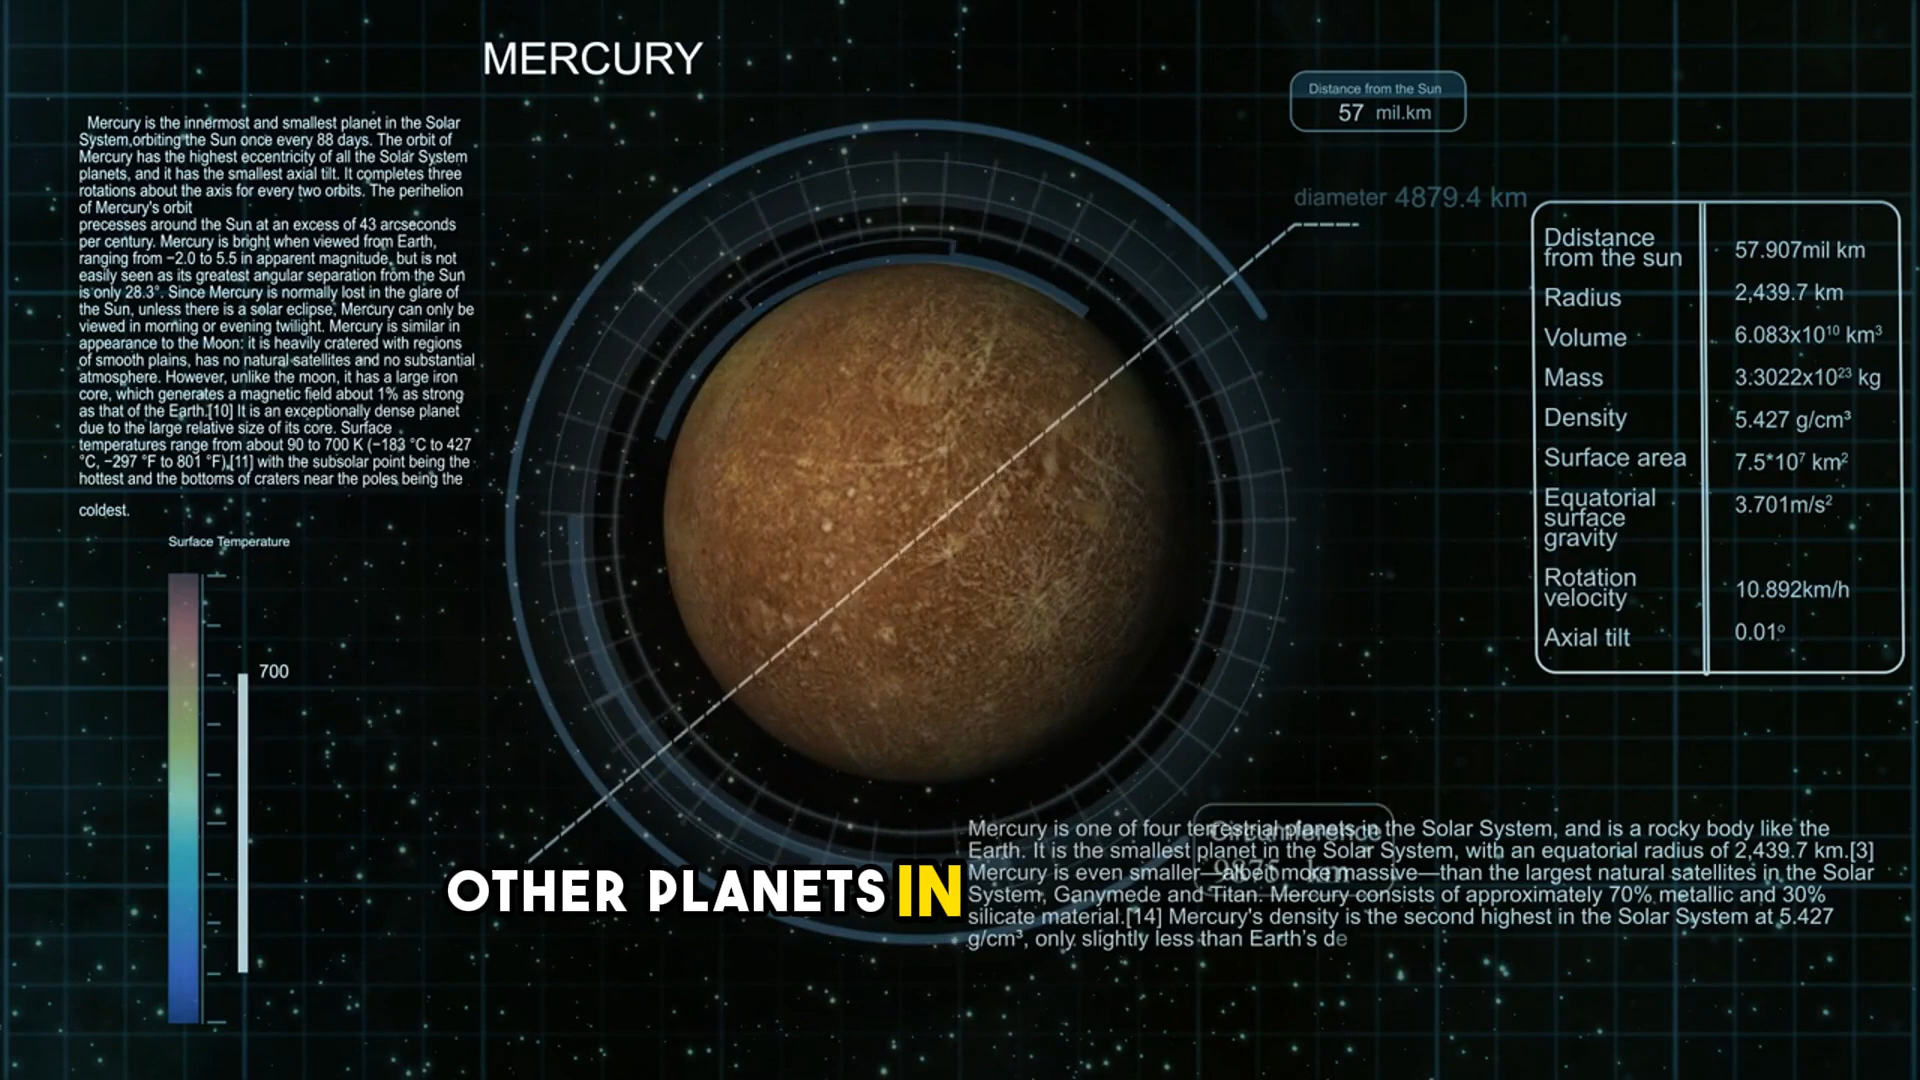 MERCURY
Mercury is the innermost and smallest planet in the Solar
System,orbiting the Sun once every 88 days. The orbit of
Mercury has the highest eccentricity of all the Solar System
planets, and it has the smallest axial tilt. It completes three
rotations about the axis for every two orbits. The perihelion
of Mercury's orbit
precesses around the Sun at an excess of 43 arcseconds
per century. Mercury is bright when viewed from Earth,
ranging from −2.0 to 5.5 in apparent magnitude, but is not
easily seen as its greatest angular separation from the Sun
is only 28.3°. Since Mercury is normally lost in the glare of
the Sun, unless there is a solar eclipse, Mercury can only be
viewed in morning or evening twilight. Mercury is similar in
appearance to the Moon: it is heavily cratered with regions
of smooth plains, has no natural satellites and no substantial
atmosphere. However, unlike the moon, it has a large iron
core, which generates a magnetic field about 1% as strong
as that of the Earth.[10] It is an exceptionally dense planet
due to the large relative size of its core. Surface
temperatures range from about 90 to 700 K (−183 °C to 427
°C, −297 °F to 801 °F),[11] with the subsolar point being the
hottest and the bottoms of craters near the poles being the
coldest.
Surface Temperature
700
Distance from the Sun
57 mil.km
diameter 4879.4 km
Ddistance
from the sun
57.907mil km
Radius
2,439.7 km
Volume
6.083x10¹⁰ km³
Mass
3.3022x10²³ kg
Density
5.427 g/cm³
Surface area
7.5*10⁷ km²
Equatorial
surface
gravity
3.701m/s²
Rotation
velocity
10.892km/h
Axial tilt
0.01°
Circumference
km
Mercury is one of four terrestrial planets in the Solar System, and is a rocky body like the
Earth. It is the smallest planet in the Solar System, with an equatorial radius of 2,439.7 km.[3]
Mercury is even smaller—albeit more massive—than the largest natural satellites in the Solar
System, Ganymede and Titan. Mercury consists of approximately 70% metallic and 30%
silicate material.[14] Mercury's density is the second highest in the Solar System at 5.427
g/cm³, only slightly less than Earth's de
OTHER PLANETS IN